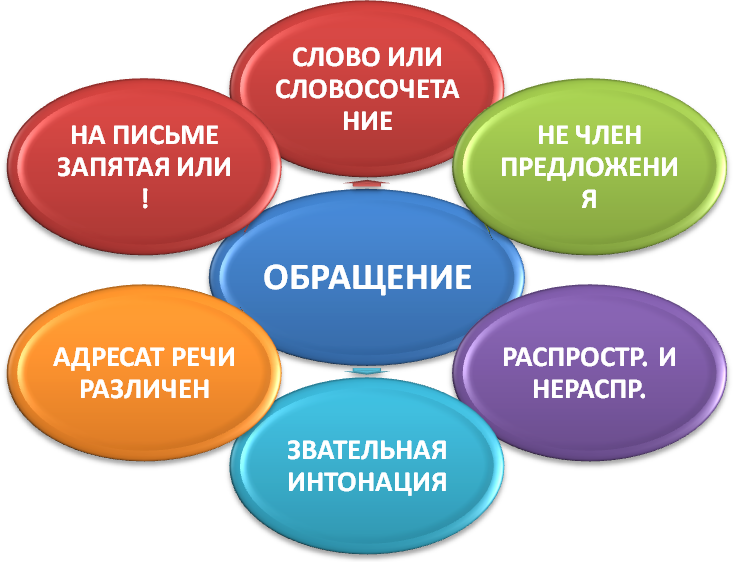 СЛОВО ИЛИ
СЛОВОСОЧЕТА
НИЕ
НА ПИСЬМЕ
ЗАПЯТАЯ ИЛИ
!
НЕ ЧЛЕН
ПРЕДЛОЖЕНИ
Я
ОБРАЩЕНИЕ
АДРЕСАТ РЕЧИ
РАЗЛИЧЕН
РАСПРОСТР. И
НЕРАСПР.
ЗВАТЕЛЬНАЯ
ИНТОНАЦИЯ